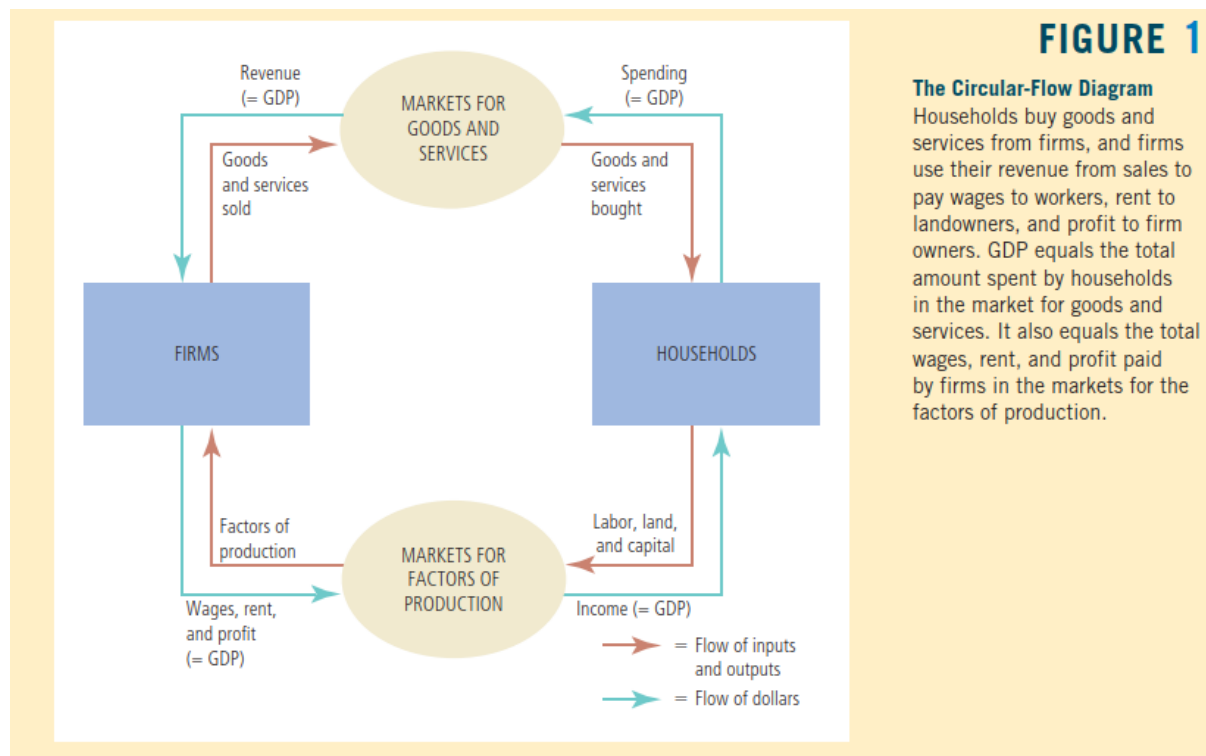 FIGURE 1
The Circular-Flow Diagram
Households buy goods and
services from firms, and firms
use their revenue from sales to
pay wages to workers, rent to
landowners, and profit to firm
owners. GDP equals the total
amount spent by households
in the market for goods and
services. It also equals the total
wages, rent, and profit paid
by firms in the markets for the
factors of production.
Revenue
(= GDP)
MARKETS FOR
GOODS AND
SERVICES
Spending
(= GDP)
Goods
and services
sold
Goods and
services
bought
FIRMS
HOUSEHOLDS
Factors of
production
MARKETS FOR
FACTORS OF
PRODUCTION
Labor, land,
and capital
Wages, rent,
and profit
(= GDP)
Income (= GDP)
= Flow of inputs
and outputs
= Flow of dollars